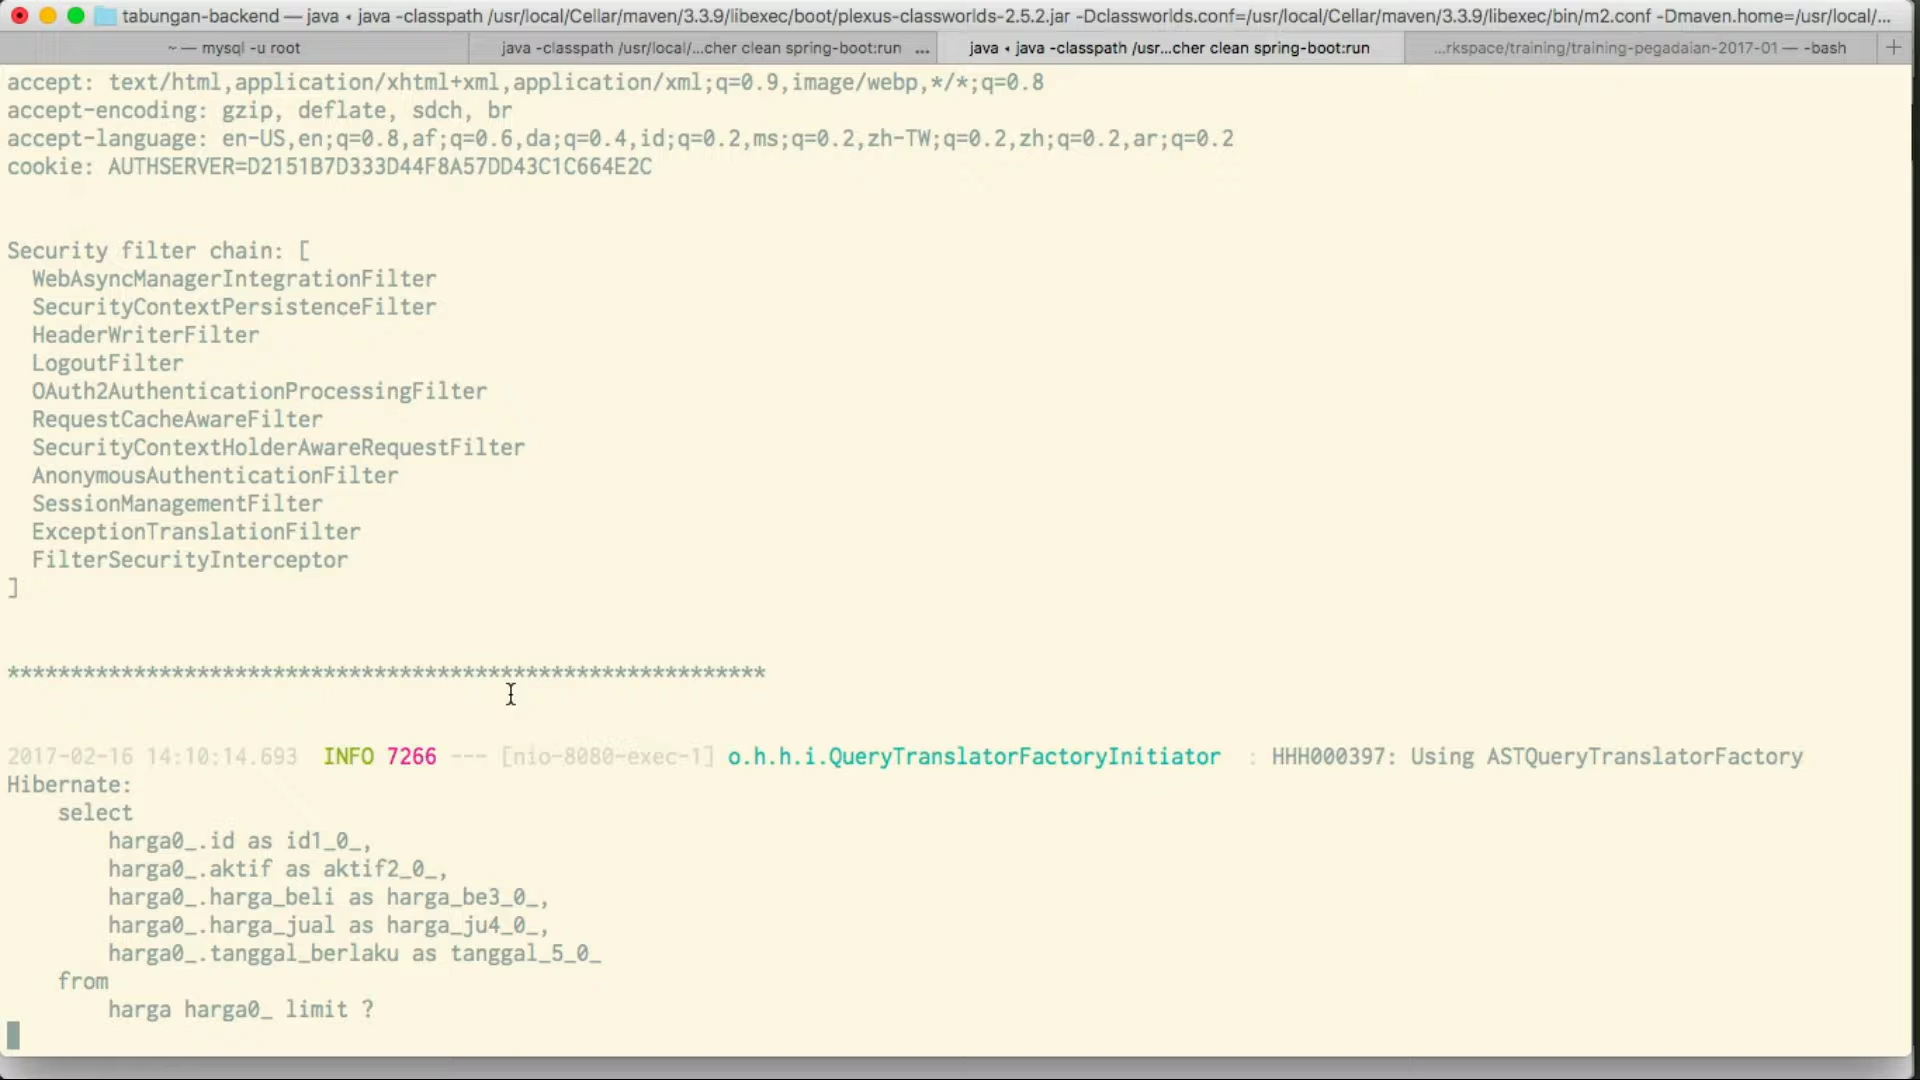 tabungan-backend — java ◂ java -classpath /usr/local/Cellar/maven/3.3.9/libexec/boot/plexus-classworlds-2.5.2.jar -Dclassworlds.conf=/usr/local/Cellar/maven/3.3.9/libexec/bin/m2.conf -Dmaven.home=/usr/local/...
~ — mysql -u root
java -classpath /usr/local/...cher clean spring-boot:run ...
java ◂ java -classpath /usr...cher clean spring-boot:run
...rkspace/training/training-pegadaian-2017-01 — -bash
+
accept: text/html,application/xhtml+xml,application/xml;q=0.9,image/webp,*/*;q=0.8
accept-encoding: gzip, deflate, sdch, br
accept-language: en-US,en;q=0.8,af;q=0.6,da;q=0.4,id;q=0.2,ms;q=0.2,zh-TW;q=0.2,zh;q=0.2,ar;q=0.2
cookie: AUTHSERVER=D2151B7D333D44F8A57DD43C1C664E2C
Security filter chain: [
WebAsyncManagerIntegrationFilter
SecurityContextPersistenceFilter
HeaderWriterFilter
LogoutFilter
OAuth2AuthenticationProcessingFilter
RequestCacheAwareFilter
SecurityContextHolderAwareRequestFilter
AnonymousAuthenticationFilter
SessionManagementFilter
ExceptionTranslationFilter
FilterSecurityInterceptor
]
************************************************************
2017-02-16 14:10:14.693 INFO 7266 --- [nio-8080-exec-1] o.h.h.i.QueryTranslatorFactoryInitiator : HHH000397: Using ASTQueryTranslatorFactory
Hibernate:
select
harga0_.id as id1_0_,
harga0_.aktif as aktif2_0_,
harga0_.harga_beli as harga_be3_0_,
harga0_.harga_jual as harga_ju4_0_,
harga0_.tanggal_berlaku as tanggal_5_0_
from
harga harga0_ limit ?